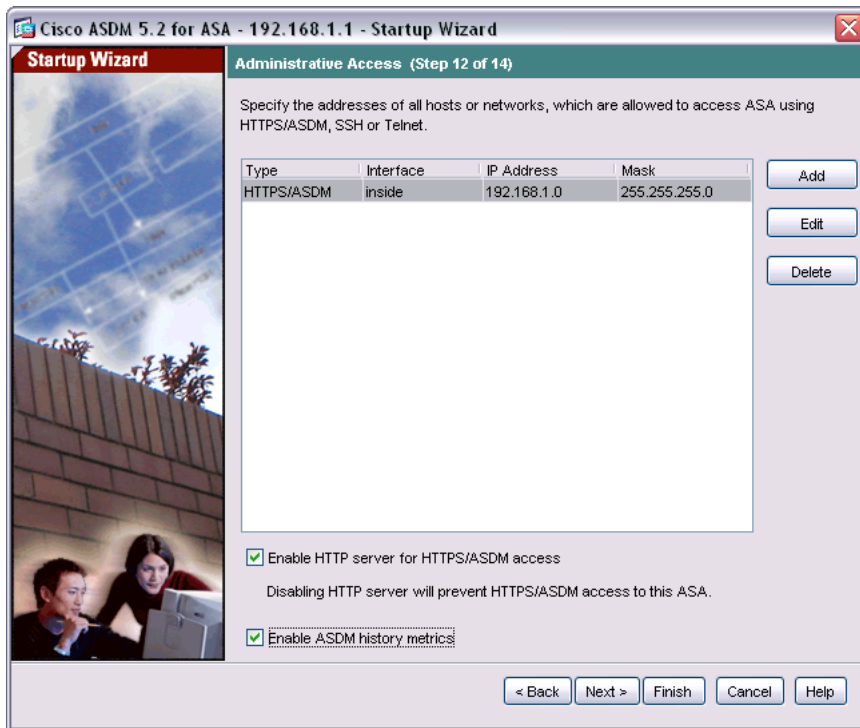 Cisco ASDM 5.2 for ASA - 192.168.1.1 - Startup Wizard
Startup Wizard
Administrative Access (Step 12 of 14)
Specify the addresses of all hosts or networks, which are allowed to access ASA using
HTTPS/ASDM, SSH or Telnet.
Type Interface IP Address Mask
HTTPS/ASDM inside 192.168.1.0 255.255.255.0
Add
Edit
Delete
Enable HTTP server for HTTPS/ASDM access
Disabling HTTP server will prevent HTTPS/ASDM access to this ASA.
Enable ASDM history metrics
< Back Next > Finish Cancel Help